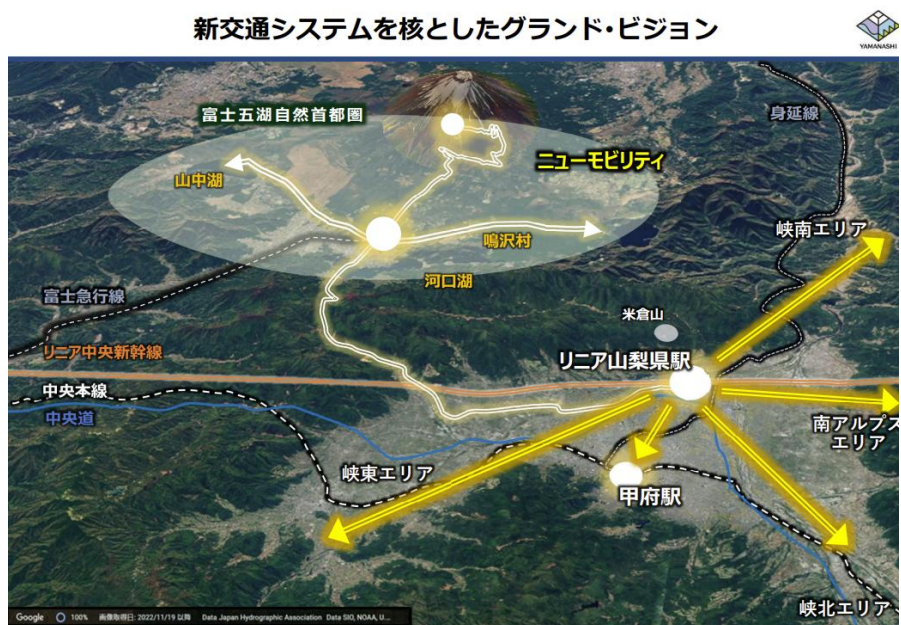 新交通システムを核としたグランド・ビジョン
YAMANASHI
富士五湖自然首都圏
身延線
ニューモビリティ
山中湖
峡南エリア
鳴沢村
河口湖
富士急行線
米倉山
リニア中央新幹線
リニア山梨県駅
中央本線
中央道
南アルプス
エリア
峡東エリア
甲府駅
峡北エリア
Google 100% 画像取得日: 2022/11/19 以降 Data Japan Hydrographic Association Data SIO, NOAA, U...